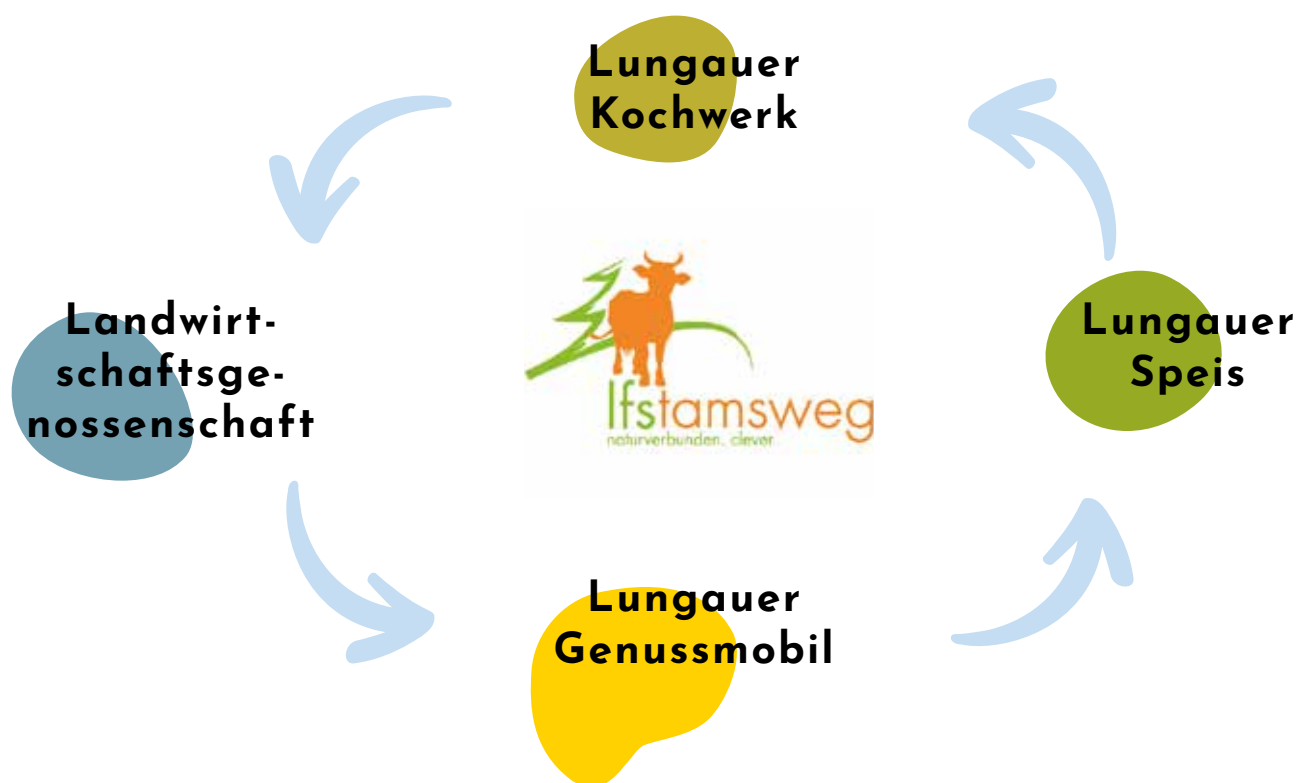 Lungauer
Kochwerk
Landwirt-
schaftsge-
nossenschaft
lfstamsweg
naturverbunden, clever
Lungauer
Speis
Lungauer
Genussmobil